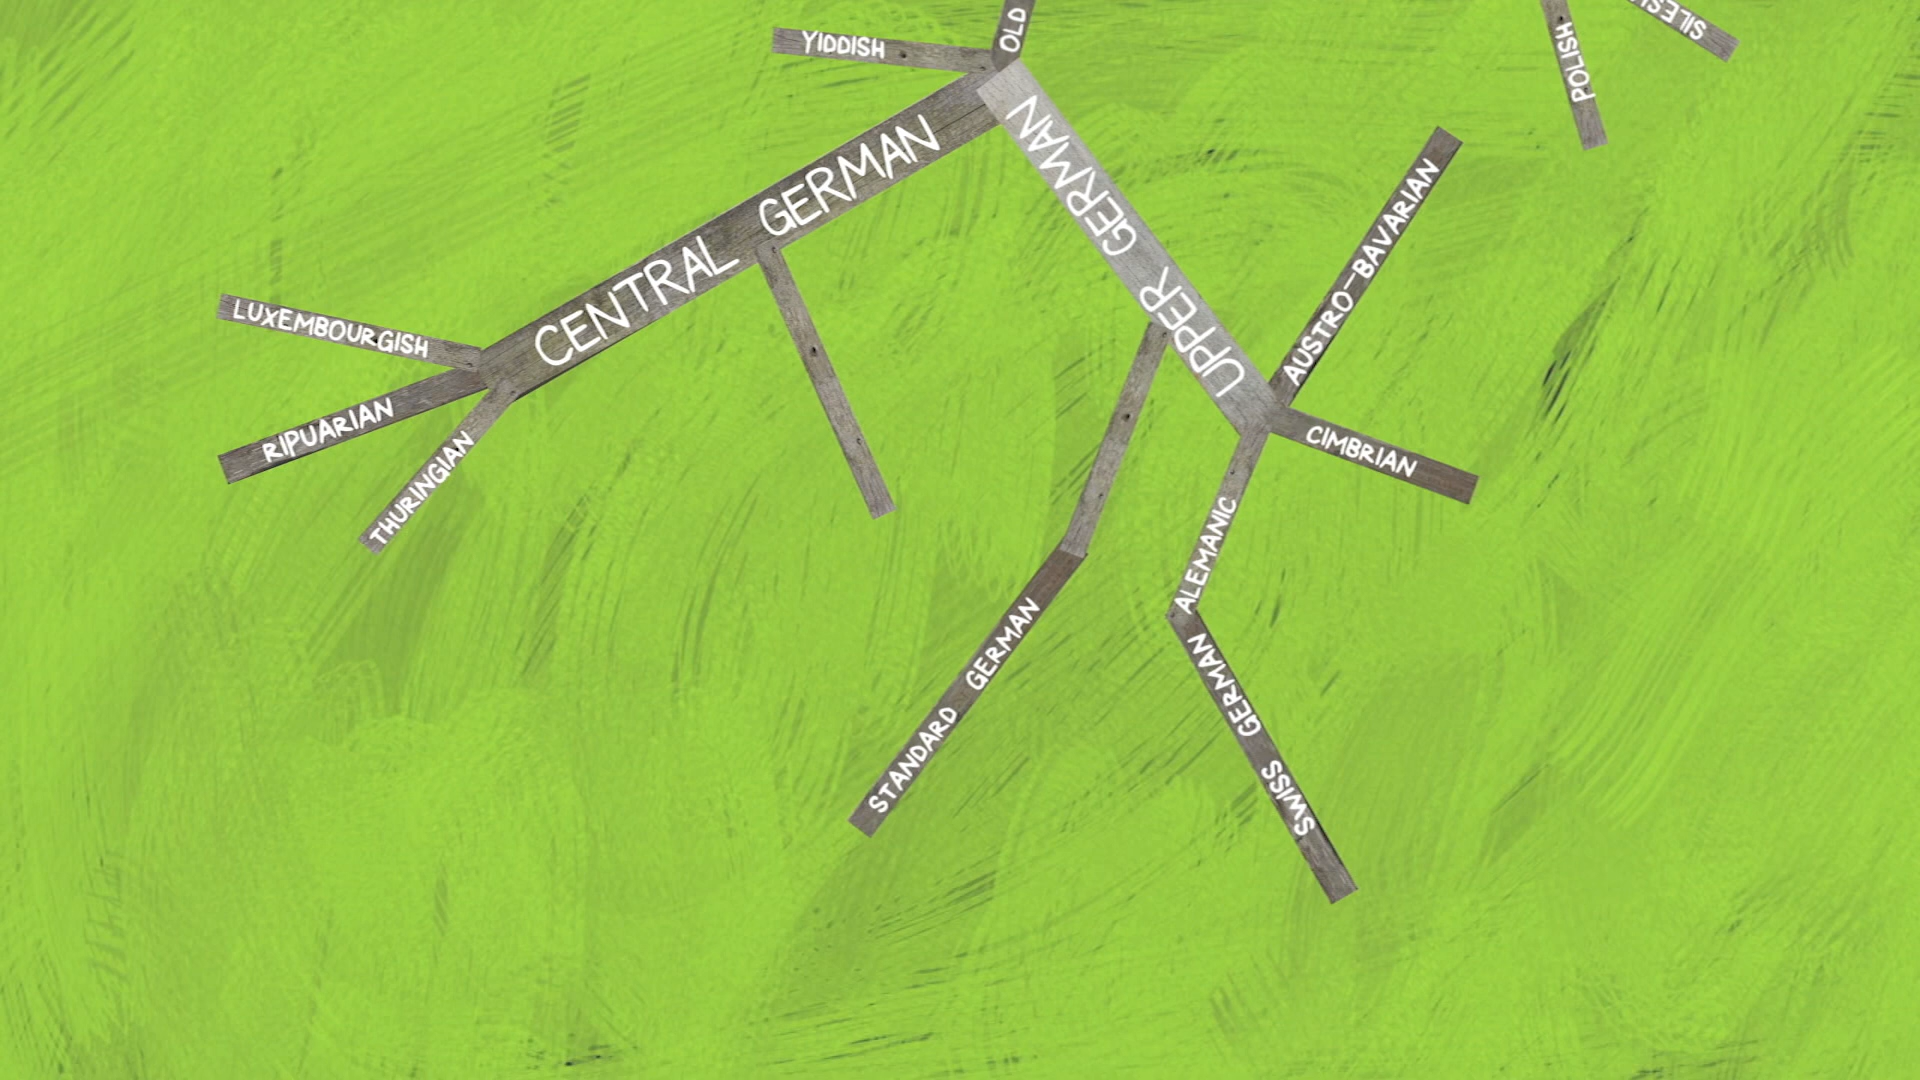 OLD
YIDDISH
POLISH
CENTRAL GERMAN
UPPER GERMAN
AUSTRO-BAVARIAN
LUXEMBOURGISH
RIPUARIAN
THURINGIAN
CIMBRIAN
ALEMANIC
STANDARD GERMAN
SWISS GERMAN